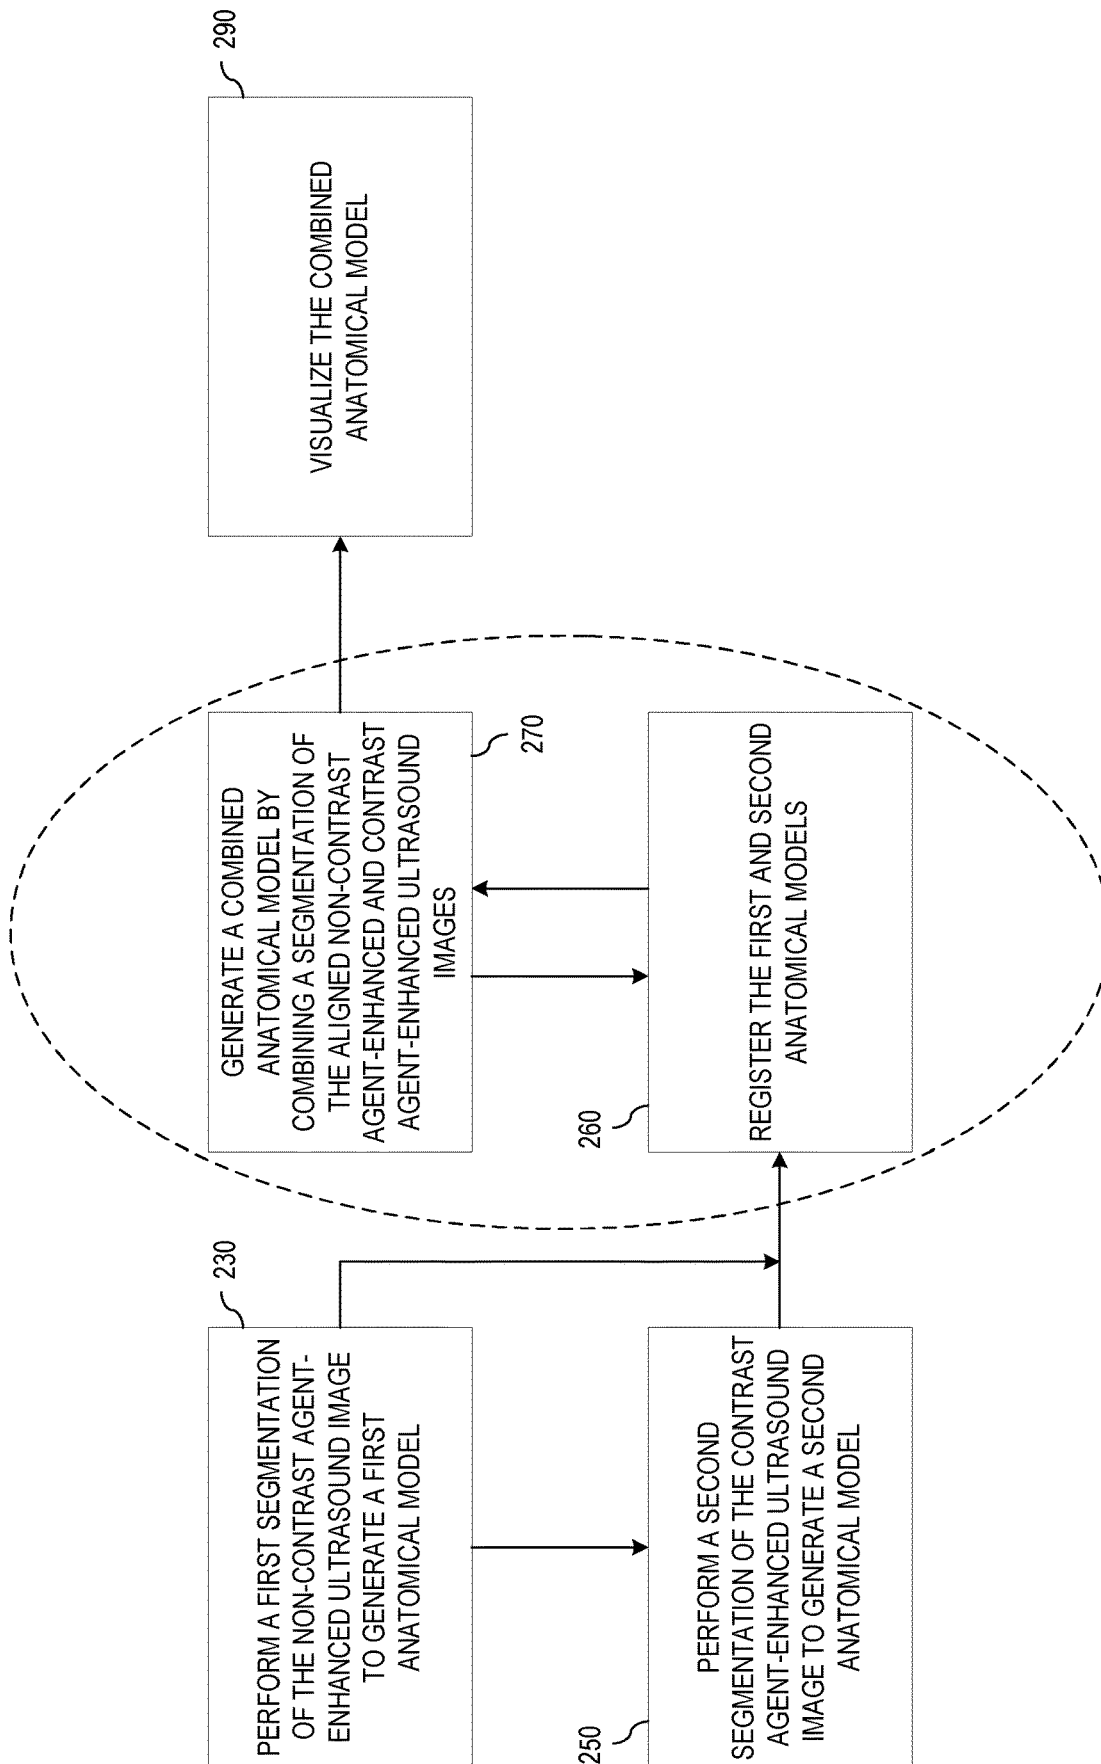 230
PERFORM A FIRST SEGMENTATION
OF THE NON-CONTRAST AGENT-
ENHANCED ULTRASOUND IMAGE
TO GENERATE A FIRST
ANATOMICAL MODEL
250
PERFORM A SECOND
SEGMENTATION OF THE CONTRAST
AGENT-ENHANCED ULTRASOUND
IMAGE TO GENERATE A SECOND
ANATOMICAL MODEL
GENERATE A COMBINED
ANATOMICAL MODEL BY
COMBINING A SEGMENTATION OF
THE ALIGNED NON-CONTRAST
AGENT-ENHANCED AND CONTRAST
AGENT-ENHANCED ULTRASOUND
IMAGES
270
260
REGISTER THE FIRST AND SECOND
ANATOMICAL MODELS
290
VISUALIZE THE COMBINED
ANATOMICAL MODEL